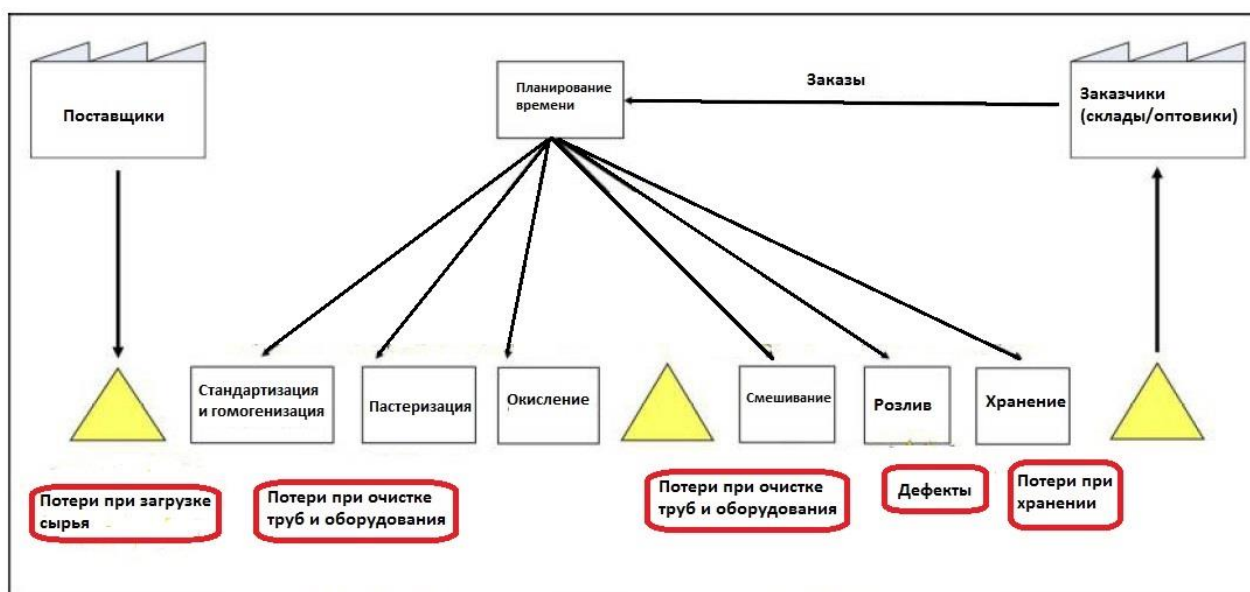 Поставщики
Планирование
времени
Заказы
Заказчики
(склады/оптовики)
Стандартизация
и гомогенизация
Пастеризация
Окисление
Смешивание
Розлив
Хранение
Потери при загрузке
сырья
Потери при очистке
труб и оборудования
Потери при очистке
труб и оборудования
Дефекты
Потери при
хранении